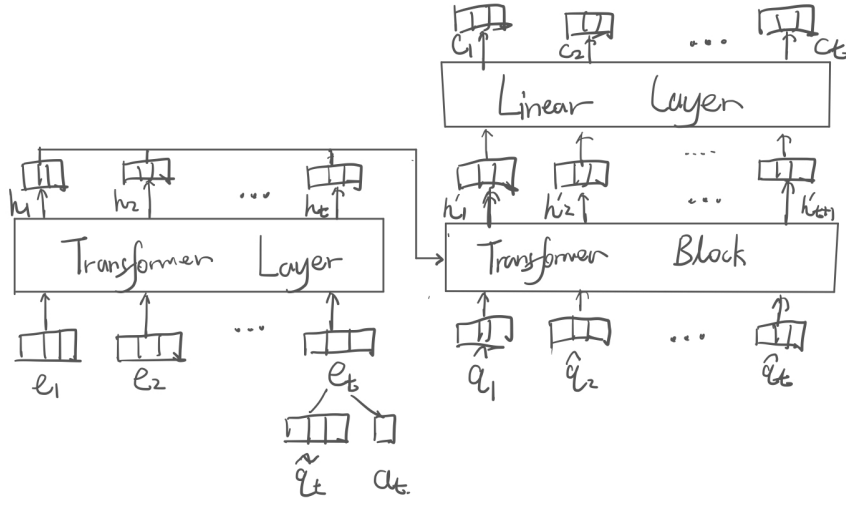 C1 C2 ... Ct
Linear Layer
h1 h2 ... ht
h'1 h'2 ... h't+1
Transformer Layer
Transformer Block
e1 e2 ... et
q̂1 q̂2 ... q̂t
q̃t at